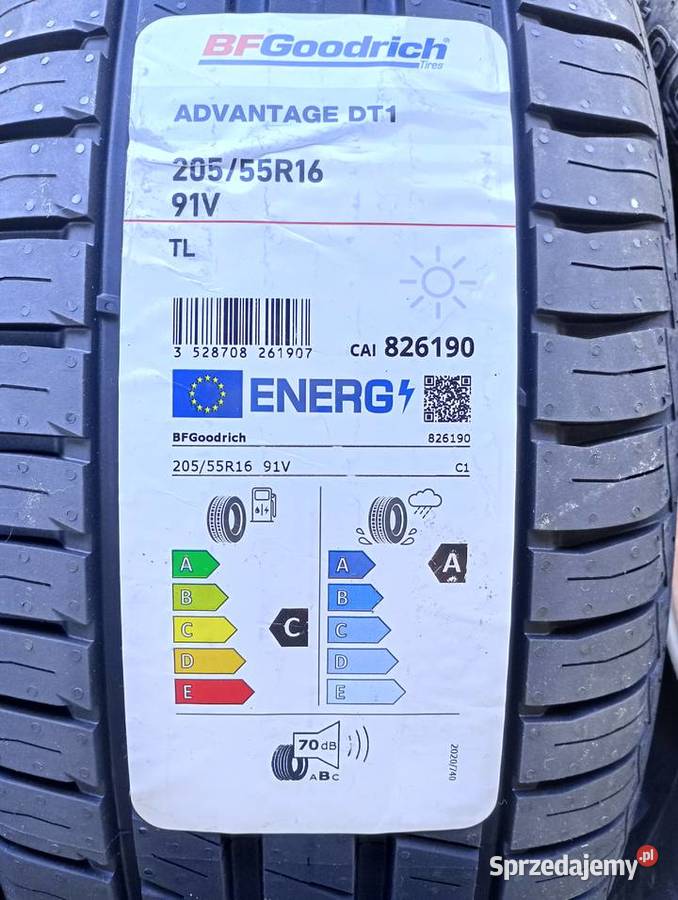 BFGoodrich®
Tires
ADVANTAGE DT1
205/55R16
91V
TL
3 528708 261907
CAI 826190
ENERG
BFGoodrich 826190
205/55R16 91V C1
A A
A
B B
C C
C
D D
E E
70 dB
ABC
2020/740
Sprzedajemy.pl